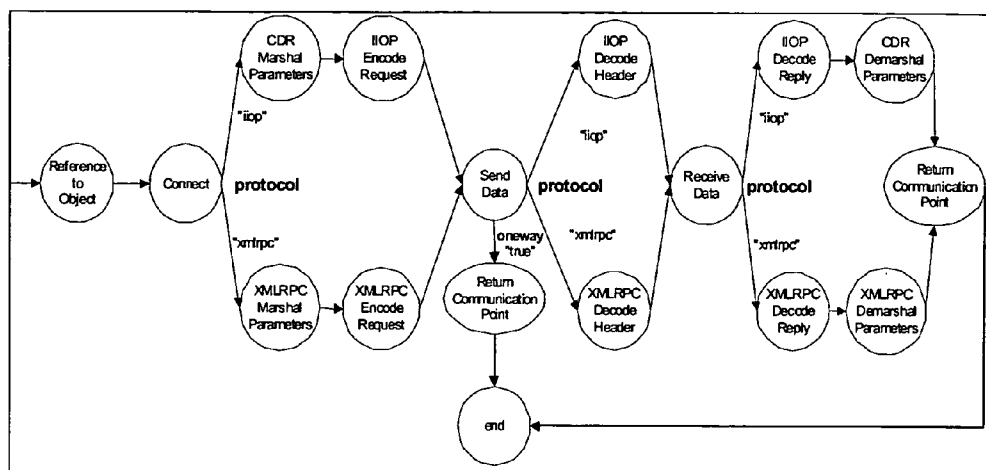 CDR
Marshal
Parameters
IIOP
Encode
Request
IIOP
Decode
Header
IIOP
Decode
Reply
CDR
Demarshal
Parameters
"iiop"
"iiop"
"iiop"
Reference
to
Object
Connect
protocol
Send
Data
protocol
Receive
Data
protocol
Return
Communication
Point
"xmlrpc"
oneway
"true"
"xmlrpc"
"xmlrpc"
XMLRPC
Marshal
Parameters
XMLRPC
Encode
Request
Return
Communication
Point
XMLRPC
Decode
Header
XMLRPC
Decode
Reply
XMLRPC
Demarshal
Parameters
end